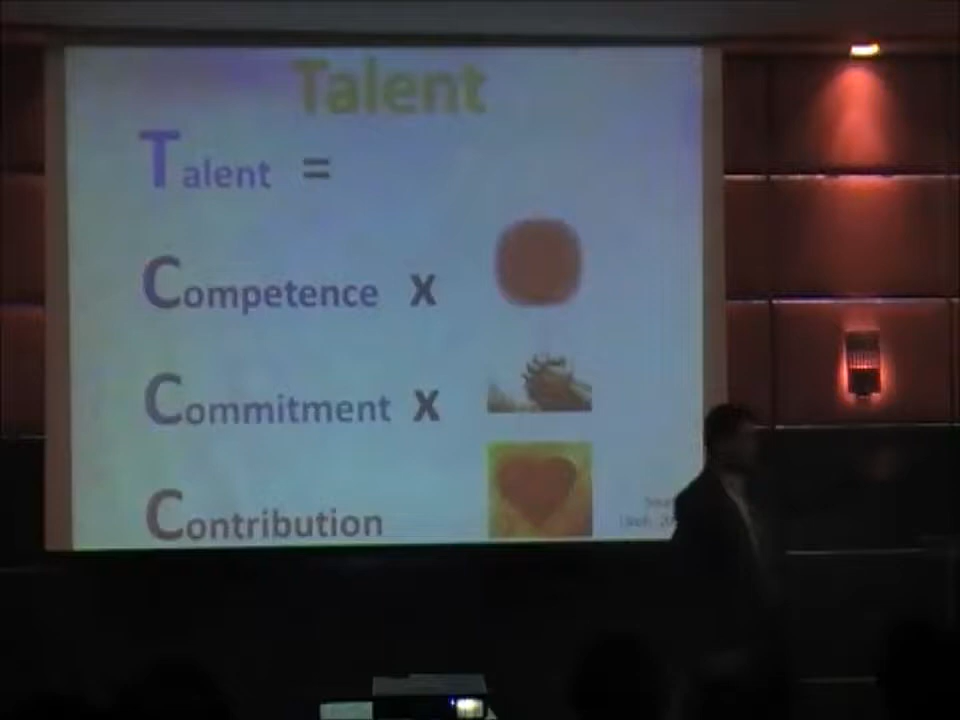 Talent
Talent =
Competence x
Commitment x
Contribution